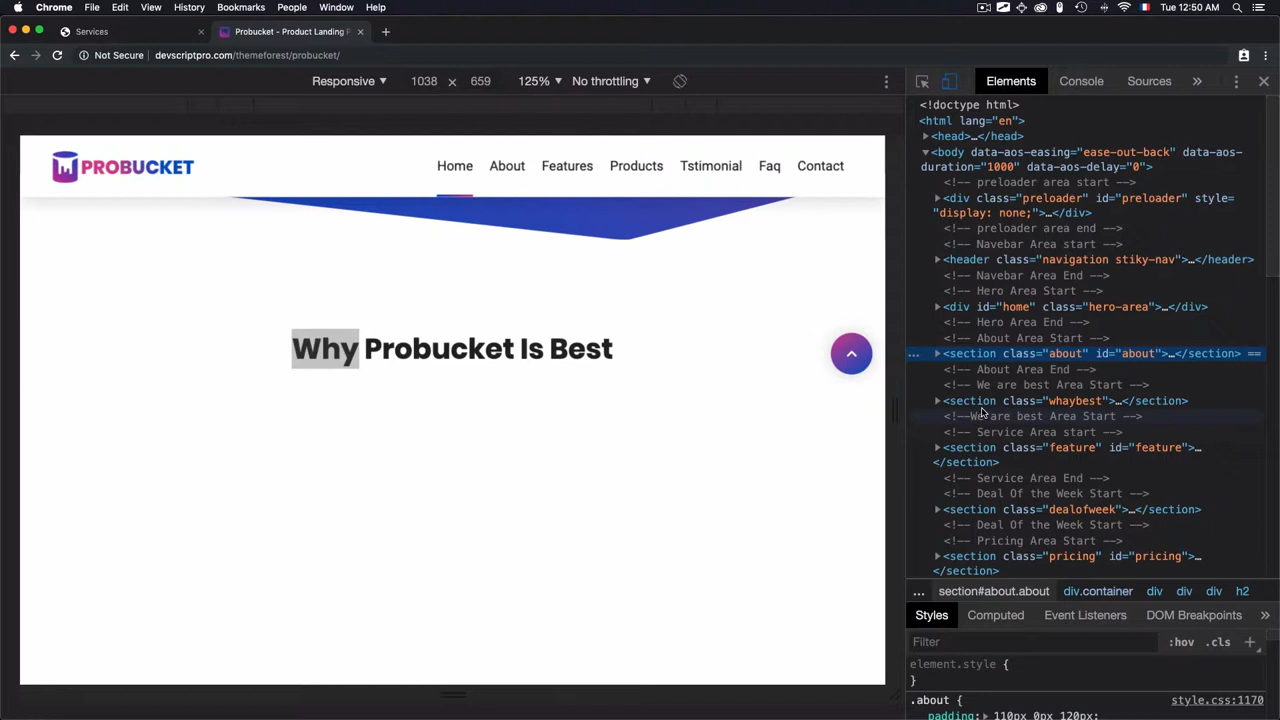 Chrome File Edit View History Bookmarks People Window Help Tue 12:50 AM
Services Probucket - Product Landing P
Not Secure devscriptpro.com/themeforest/probucket/
Responsive 1038 × 659 125% No throttling
Elements Console Sources »
PROBUCKET
Home About Features Products Tstimonial Faq Contact
Why Probucket Is Best
<!doctype html>
<html lang="en">
<head>…</head>
<body data-aos-easing="ease-out-back" data-aos-
duration="1000" data-aos-delay="0">
<!-- preloader area start -->
<div class="preloader" id="preloader" style=
"display: none;">…</div>
<!-- preloader area end -->
<!-- Navebar Area start -->
<header class="navigation stiky-nav">…</header>
<!-- Navebar Area End -->
<!-- Hero Area Start -->
<div id="home" class="hero-area">…</div>
<!-- Hero Area End -->
<!-- About Area Start -->
… <section class="about" id="about">…</section> ==
<!-- About Area End -->
<!-- We are best Area Start -->
<section class="whaybest">…</section>
<!--We are best Area Start -->
<!-- Service Area start -->
<section class="feature" id="feature">…
</section>
<!-- Service Area End -->
<!-- Deal Of the Week Start -->
<section class="dealofweek">…</section>
<!-- Deal Of the Week Start -->
<!-- Pricing Area Start -->
<section class="pricing" id="pricing">…
</section>
… section#about.about div.container div div div h2
Styles Computed Event Listeners DOM Breakpoints »
Filter :hov .cls +
element.style {
}
.about { style.css:1170
padding: 110px 0px 120px;